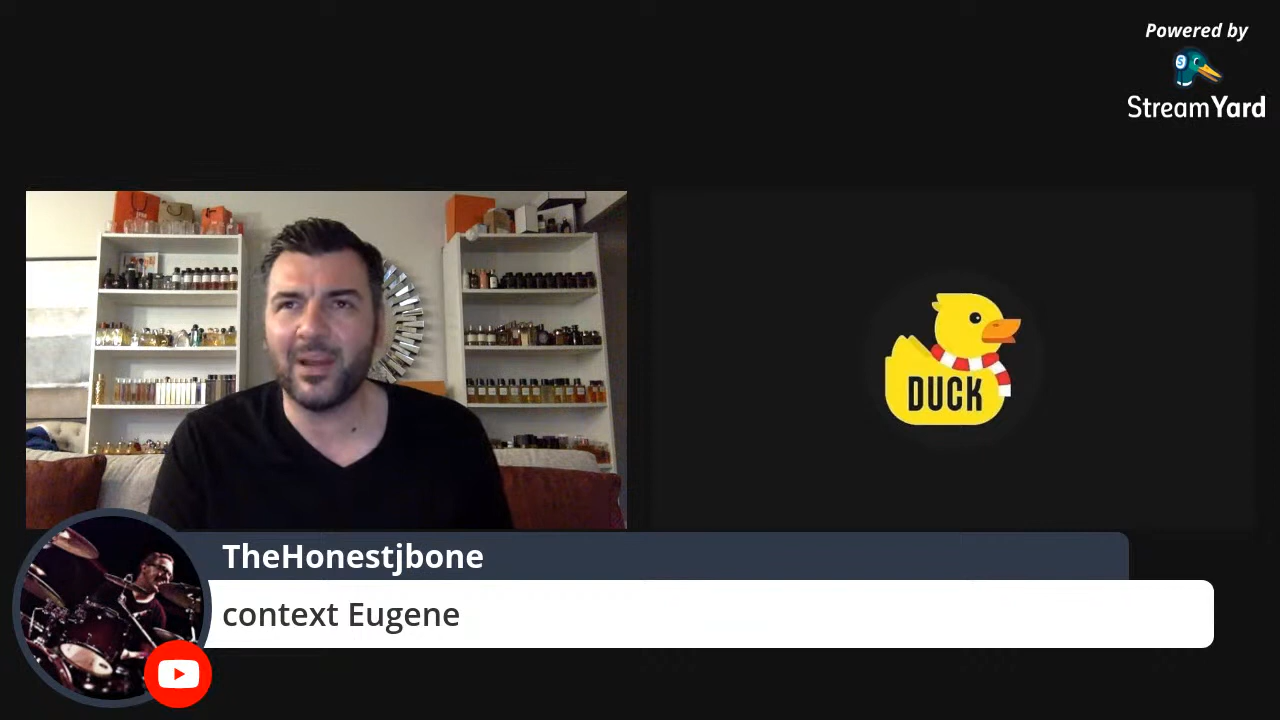 Powered by
StreamYard
DUCK
TheHonestjbone
context Eugene